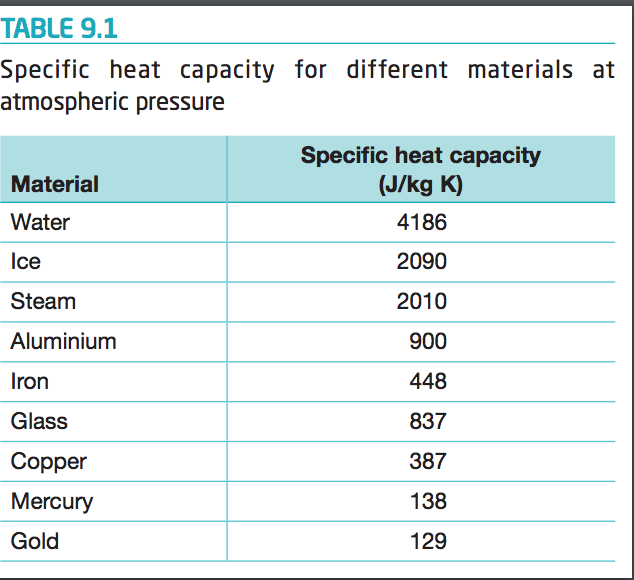 TABLE 9.1
Specific heat capacity for different materials at
atmospheric pressure
Specific heat capacity
Material (J/kg K)
Water 4186
Ice 2090
Steam 2010
Aluminium 900
Iron 448
Glass 837
Copper 387
Mercury 138
Gold 129